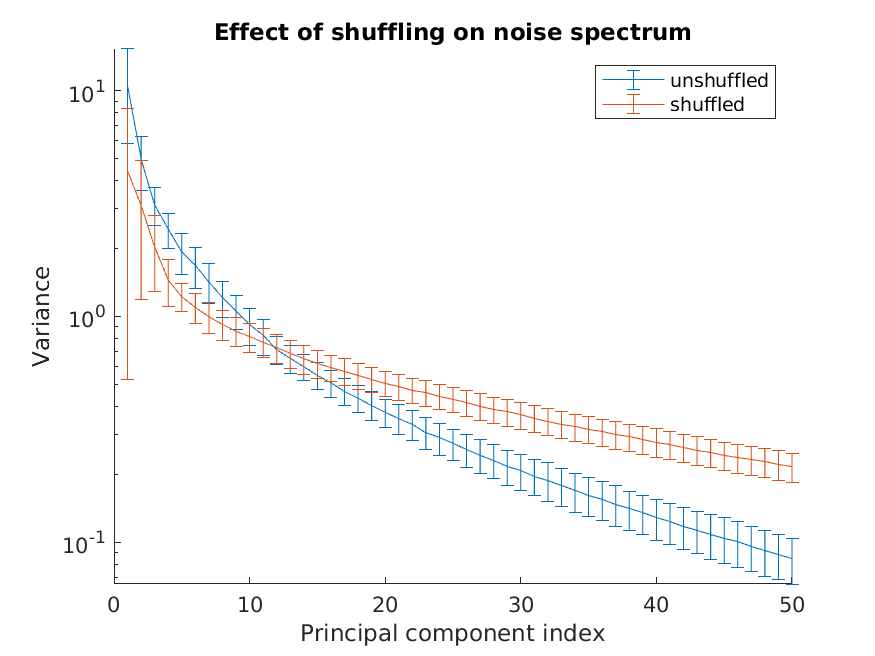 Effect of shuffling on noise spectrum
unshuffled
shuffled
10^1
10^0
10^-1
Variance
0 10 20 30 40 50
Principal component index